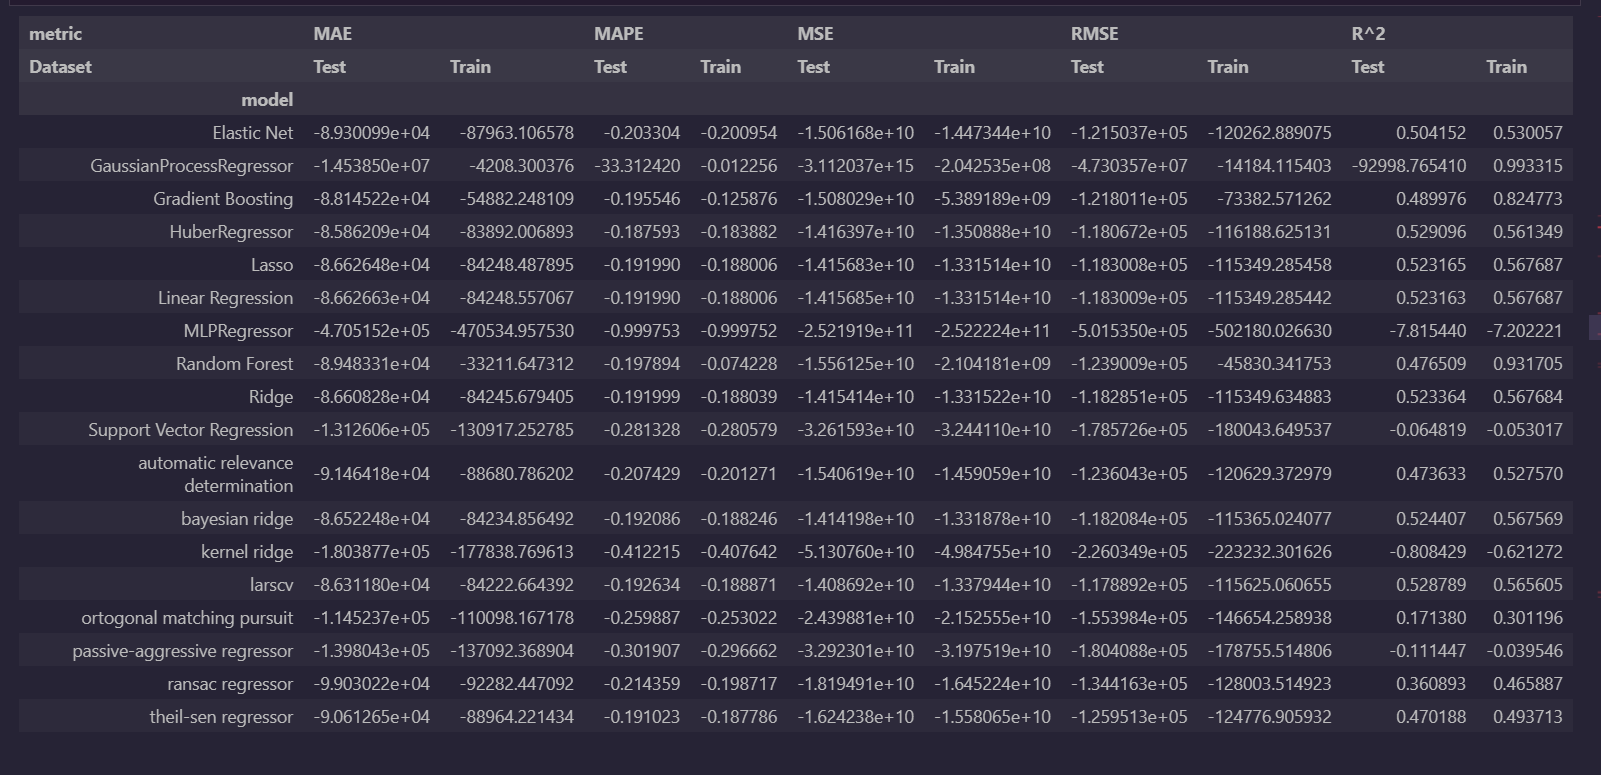 metric MAE MAPE MSE RMSE R^2
Dataset Test Train Test Train Test Train Test Train Test Train
model
Elastic Net -8.930099e+04 -87963.106578 -0.203304 -0.200954 -1.506168e+10 -1.447344e+10 -1.215037e+05 -120262.889075 0.504152 0.530057
GaussianProcessRegressor -1.453850e+07 -4208.300376 -33.312420 -0.012256 -3.112037e+15 -2.042535e+08 -4.730357e+07 -14184.115403 -92998.765410 0.993315
Gradient Boosting -8.814522e+04 -54882.248109 -0.195546 -0.125876 -1.508029e+10 -5.389189e+09 -1.218011e+05 -73382.571262 0.489976 0.824773
HuberRegressor -8.586209e+04 -83892.006893 -0.187593 -0.183882 -1.416397e+10 -1.350888e+10 -1.180672e+05 -116188.625131 0.529096 0.561349
Lasso -8.662648e+04 -84248.487895 -0.191990 -0.188006 -1.415683e+10 -1.331514e+10 -1.183008e+05 -115349.285458 0.523165 0.567687
Linear Regression -8.662663e+04 -84248.557067 -0.191990 -0.188006 -1.415685e+10 -1.331514e+10 -1.183009e+05 -115349.285442 0.523163 0.567687
MLPRegressor -4.705152e+05 -470534.957530 -0.999753 -0.999752 -2.521919e+11 -2.522224e+11 -5.015350e+05 -502180.026630 -7.815440 -7.202221
Random Forest -8.948331e+04 -33211.647312 -0.197894 -0.074228 -1.556125e+10 -2.104181e+09 -1.239009e+05 -45830.341753 0.476509 0.931705
Ridge -8.660828e+04 -84245.679405 -0.191999 -0.188039 -1.415414e+10 -1.331522e+10 -1.182851e+05 -115349.634883 0.523364 0.567684
Support Vector Regression -1.312606e+05 -130917.252785 -0.281328 -0.280579 -3.261593e+10 -3.244110e+10 -1.785726e+05 -180043.649537 -0.064819 -0.053017
automatic relevance
determination -9.146418e+04 -88680.786202 -0.207429 -0.201271 -1.540619e+10 -1.459059e+10 -1.236043e+05 -120629.372979 0.473633 0.527570
bayesian ridge -8.652248e+04 -84234.856492 -0.192086 -0.188246 -1.414198e+10 -1.331878e+10 -1.182084e+05 -115365.024077 0.524407 0.567569
kernel ridge -1.803877e+05 -177838.769613 -0.412215 -0.407642 -5.130760e+10 -4.984755e+10 -2.260349e+05 -223232.301626 -0.808429 -0.621272
larscv -8.631180e+04 -84222.664392 -0.192634 -0.188871 -1.408692e+10 -1.337944e+10 -1.178892e+05 -115625.060655 0.528789 0.565605
ortogonal matching pursuit -1.145237e+05 -110098.167178 -0.259887 -0.253022 -2.439881e+10 -2.152555e+10 -1.553984e+05 -146654.258938 0.171380 0.301196
passive-aggressive regressor -1.398043e+05 -137092.368904 -0.301907 -0.296662 -3.292301e+10 -3.197519e+10 -1.804088e+05 -178755.514806 -0.111447 -0.039546
ransac regressor -9.903022e+04 -92282.447092 -0.214359 -0.198717 -1.819491e+10 -1.645224e+10 -1.344163e+05 -128003.514923 0.360893 0.465887
theil-sen regressor -9.061265e+04 -88964.221434 -0.191023 -0.187786 -1.624238e+10 -1.558065e+10 -1.259513e+05 -124776.905932 0.470188 0.493713